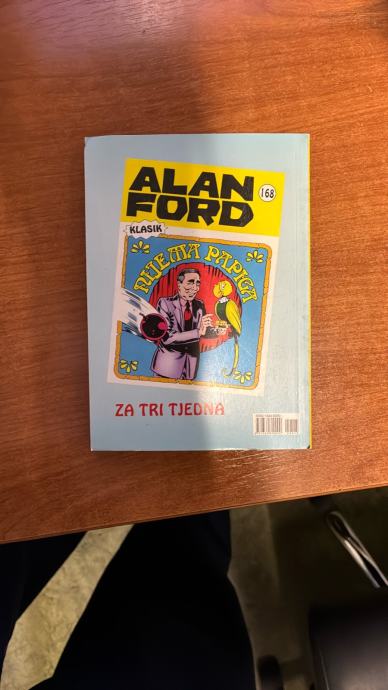 ALAN
FORD
168
KLASIK
NIJEMA PAPIGA
ZA TRI TJEDNA